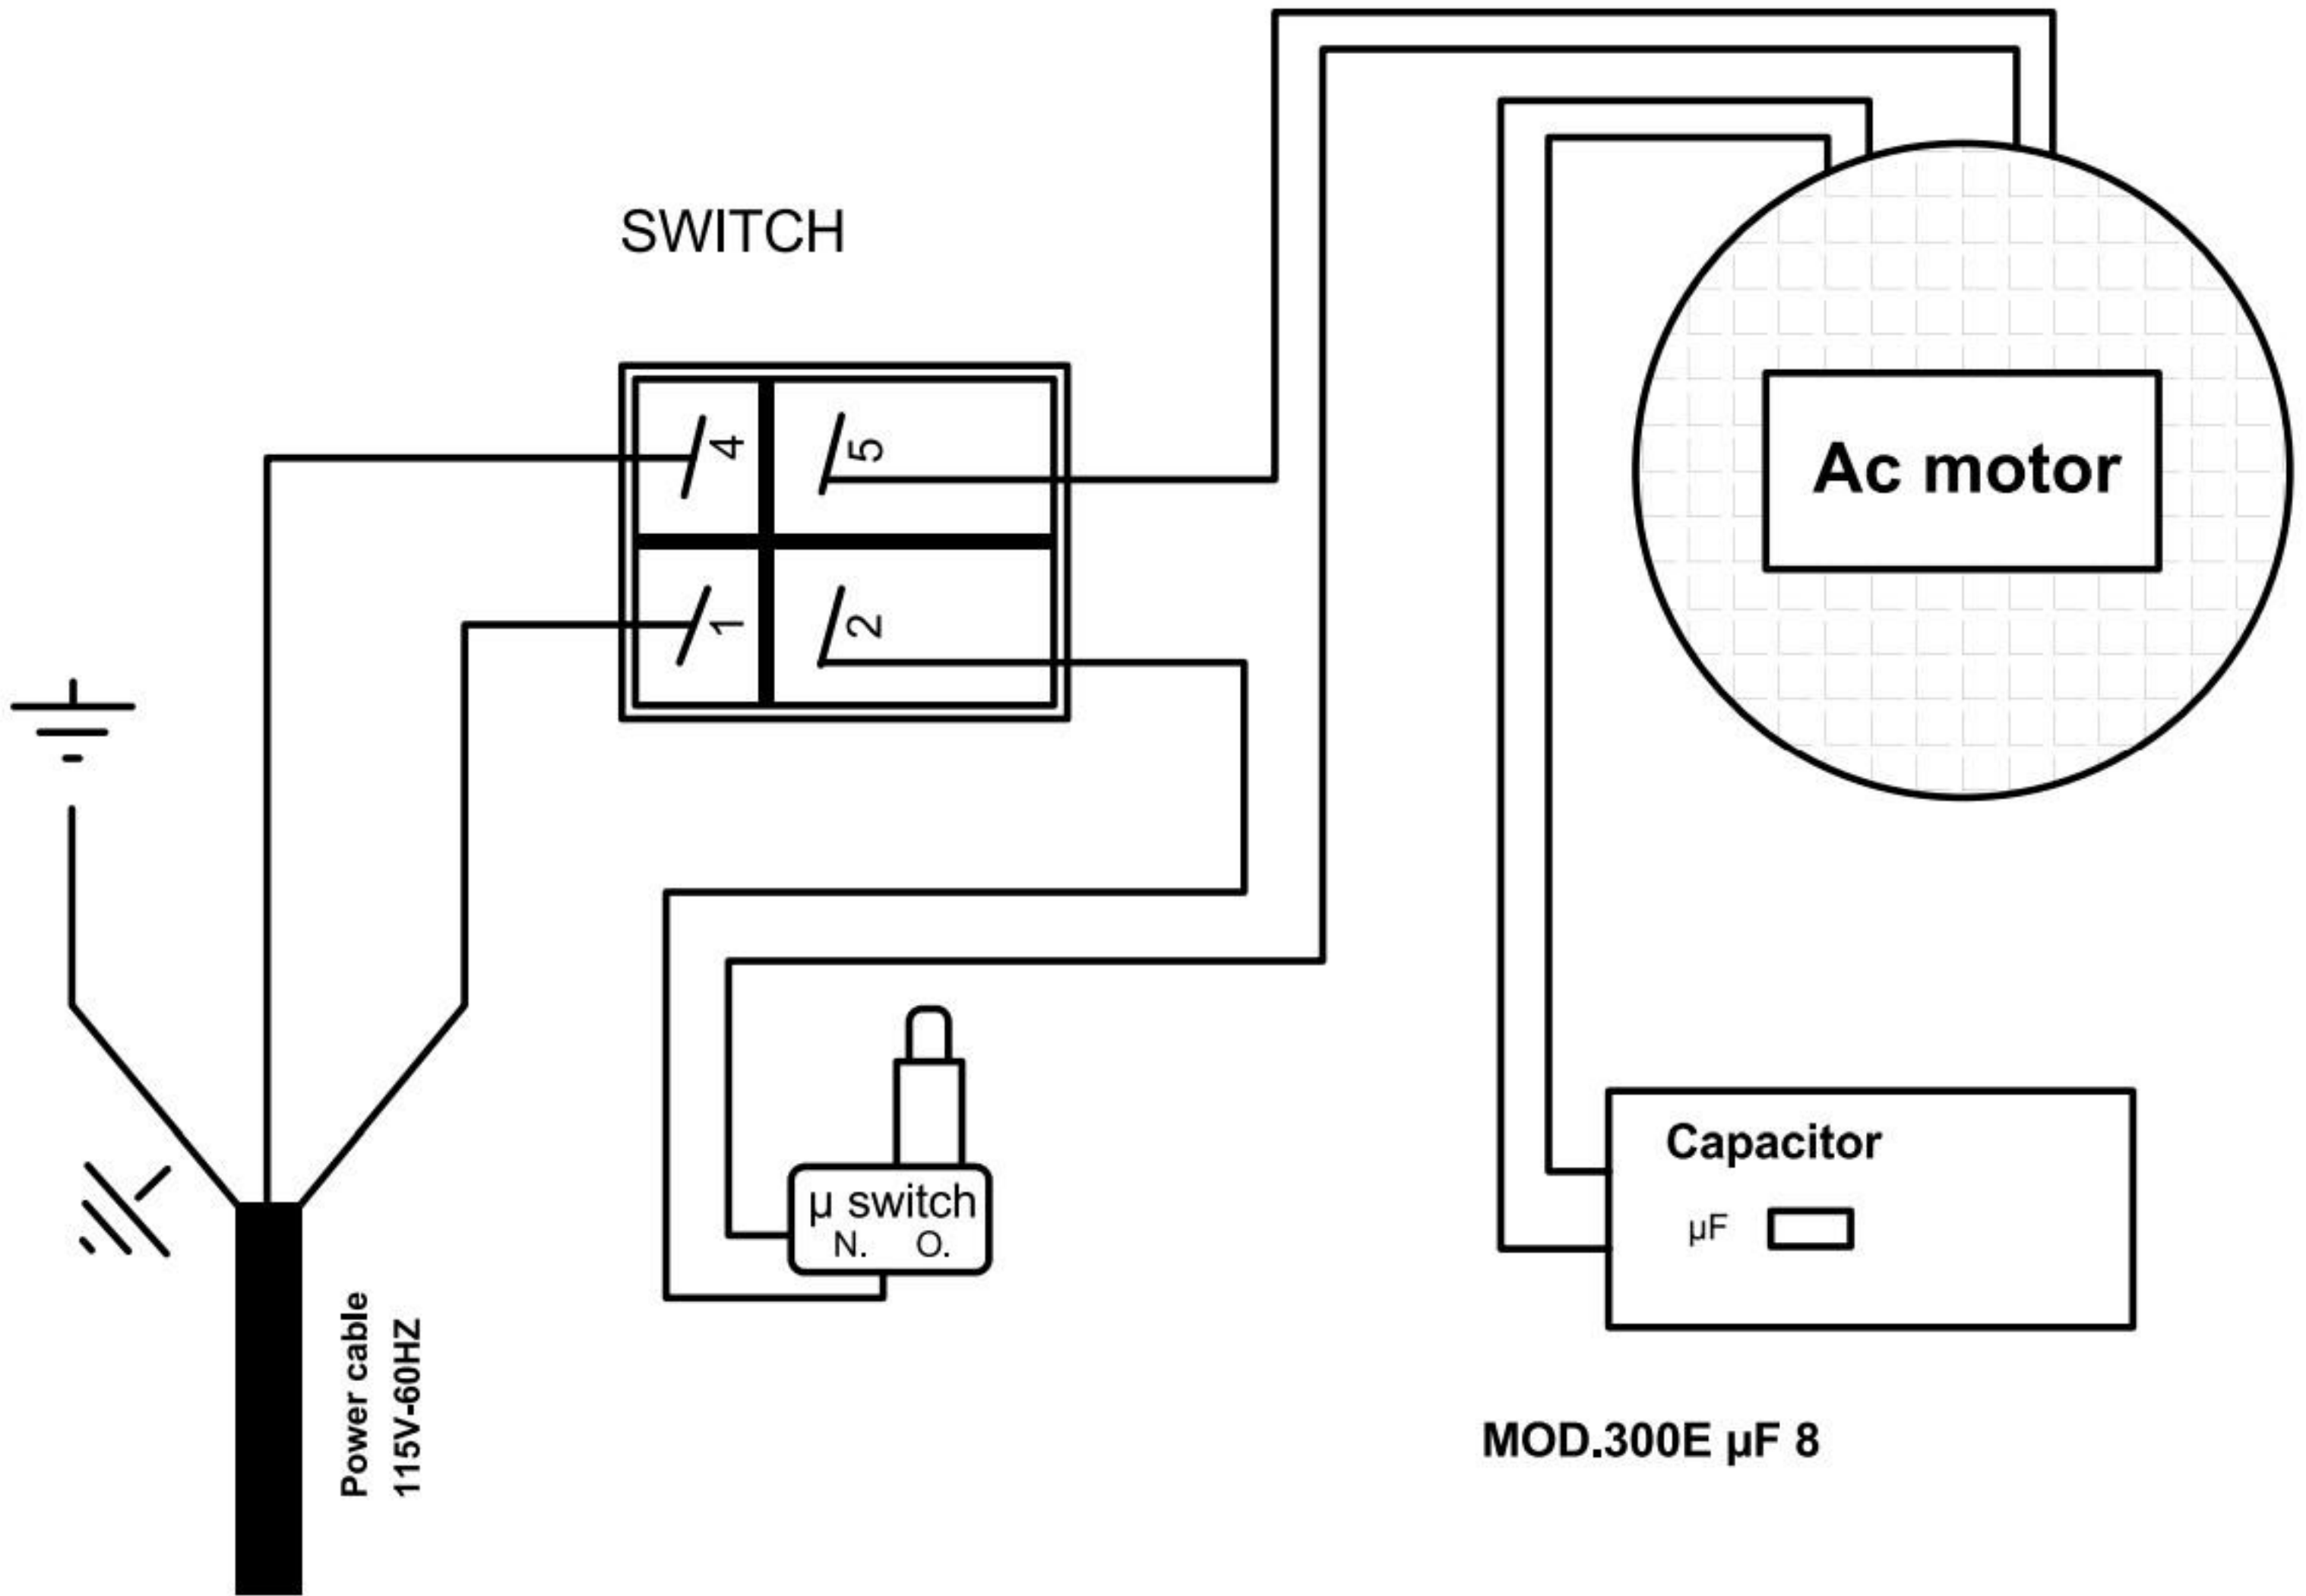 SWITCH
4
5
1
2
Ac motor
µ switch
N. O.
Capacitor
µF
Power cable
115V-60HZ
MOD.300E µF 8